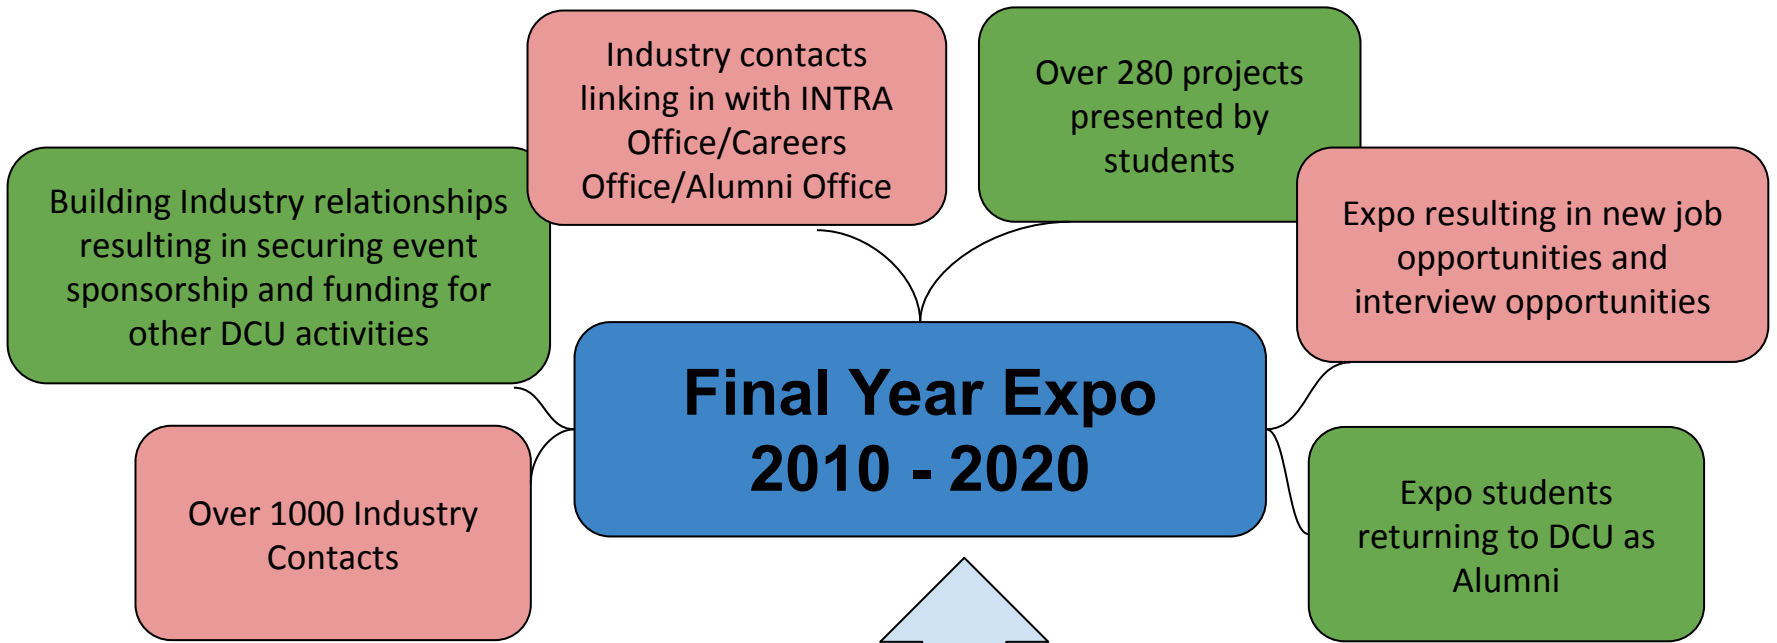 Industry contacts
linking in with INTRA
Office/Careers
Office/Alumni Office
Over 280 projects
presented by
students
Building Industry relationships
resulting in securing event
sponsorship and funding for
other DCU activities
Expo resulting in new job
opportunities and
interview opportunities
Final Year Expo
2010 - 2020
Over 1000 Industry
Contacts
Expo students
returning to DCU as
Alumni